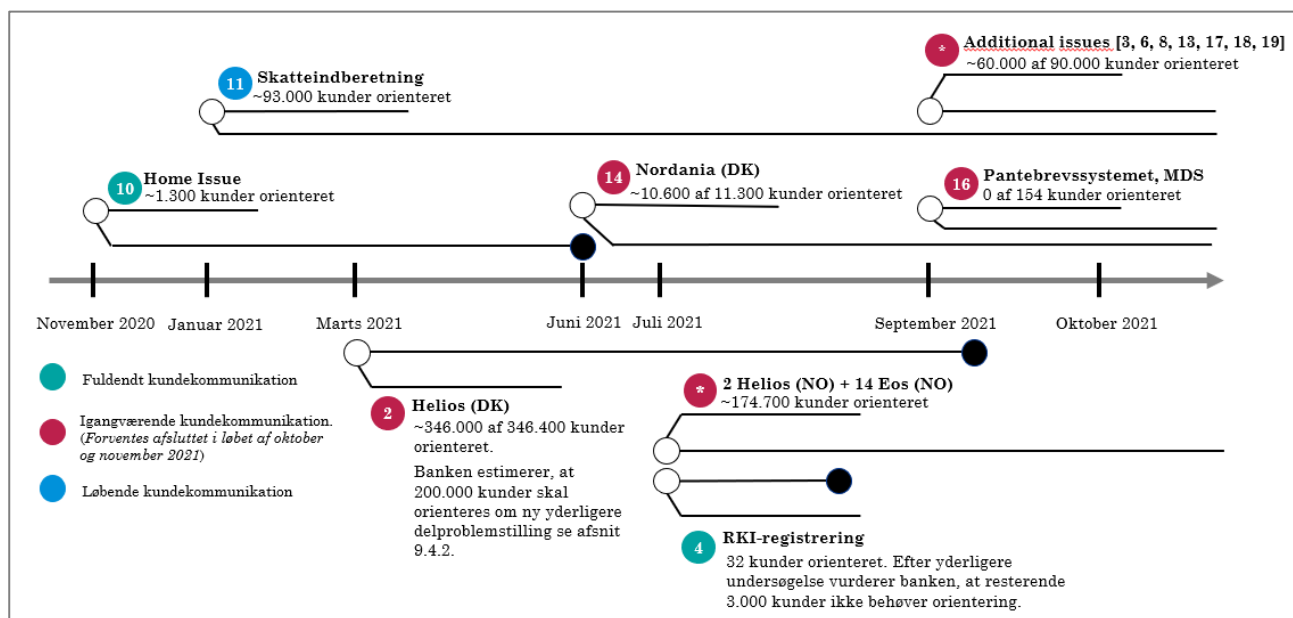 * Additional issues [3, 6, 8, 13, 17, 18, 19]
~60.000 af 90.000 kunder orienteret
11 Skatteindberetning
~93.000 kunder orienteret
10 Home Issue
~1.300 kunder orienteret
14 Nordania (DK)
~10.600 af 11.300 kunder orienteret
16 Pantebrevssystemet, MDS
0 af 154 kunder orienteret
November 2020 Januar 2021 Marts 2021 Juni 2021 Juli 2021 September 2021 Oktober 2021
Fuldendt kundekommunikation
Igangværende kundekommunikation.
(Forventes afsluttet i løbet af oktober
og november 2021)
Løbende kundekommunikation
2 Helios (DK)
~346.000 af 346.400 kunder
orienteret.
Banken estimerer, at
200.000 kunder skal
orienteres om ny yderligere
delproblemstilling se afsnit
9.4.2.
* 2 Helios (NO) + 14 Eos (NO)
~174.700 kunder orienteret
4 RKI-registrering
32 kunder orienteret. Efter yderligere
undersøgelse vurderer banken, at resterende
3.000 kunder ikke behøver orientering.